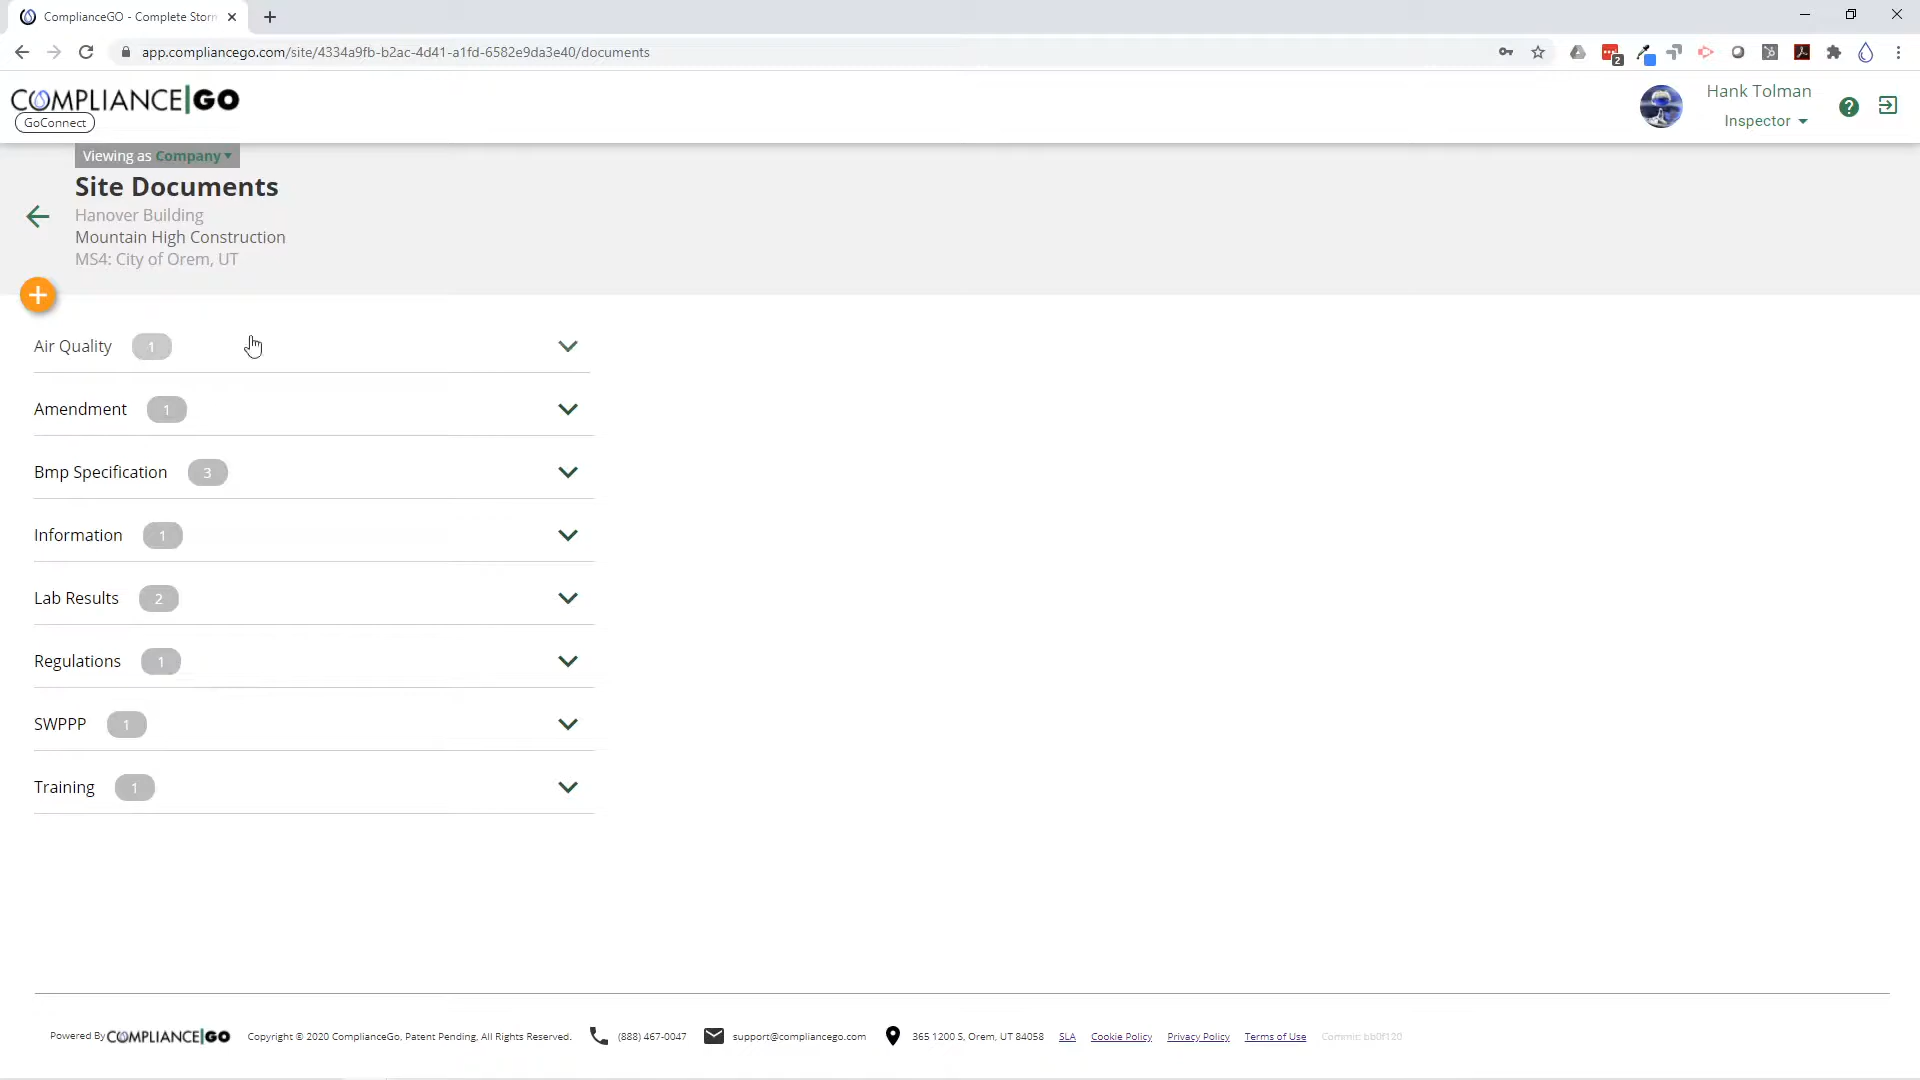 ComplianceGO - Complete Storm
app.compliancego.com/site/4334a9fb-b2ac-4d41-a1fd-6582e9da3e40/documents
2
COMPLIANCE|GO
GoConnect
Hank Tolman
Inspector
?
Viewing as Company
Site Documents
Hanover Building
Mountain High Construction
MS4: City of Orem, UT
+
Air Quality 1
Amendment 1
Bmp Specification 3
Information 1
Lab Results 2
Regulations 1
SWPPP 1
Training 1
Powered By COMPLIANCE|GO Copyright © 2020 ComplianceGo, Patent Pending, All Rights Reserved. (888) 467-0047 support@compliancego.com 365 1200 S, Orem, UT 84058 SLA Cookie Policy Privacy Policy Terms of Use Commit: bb0f120